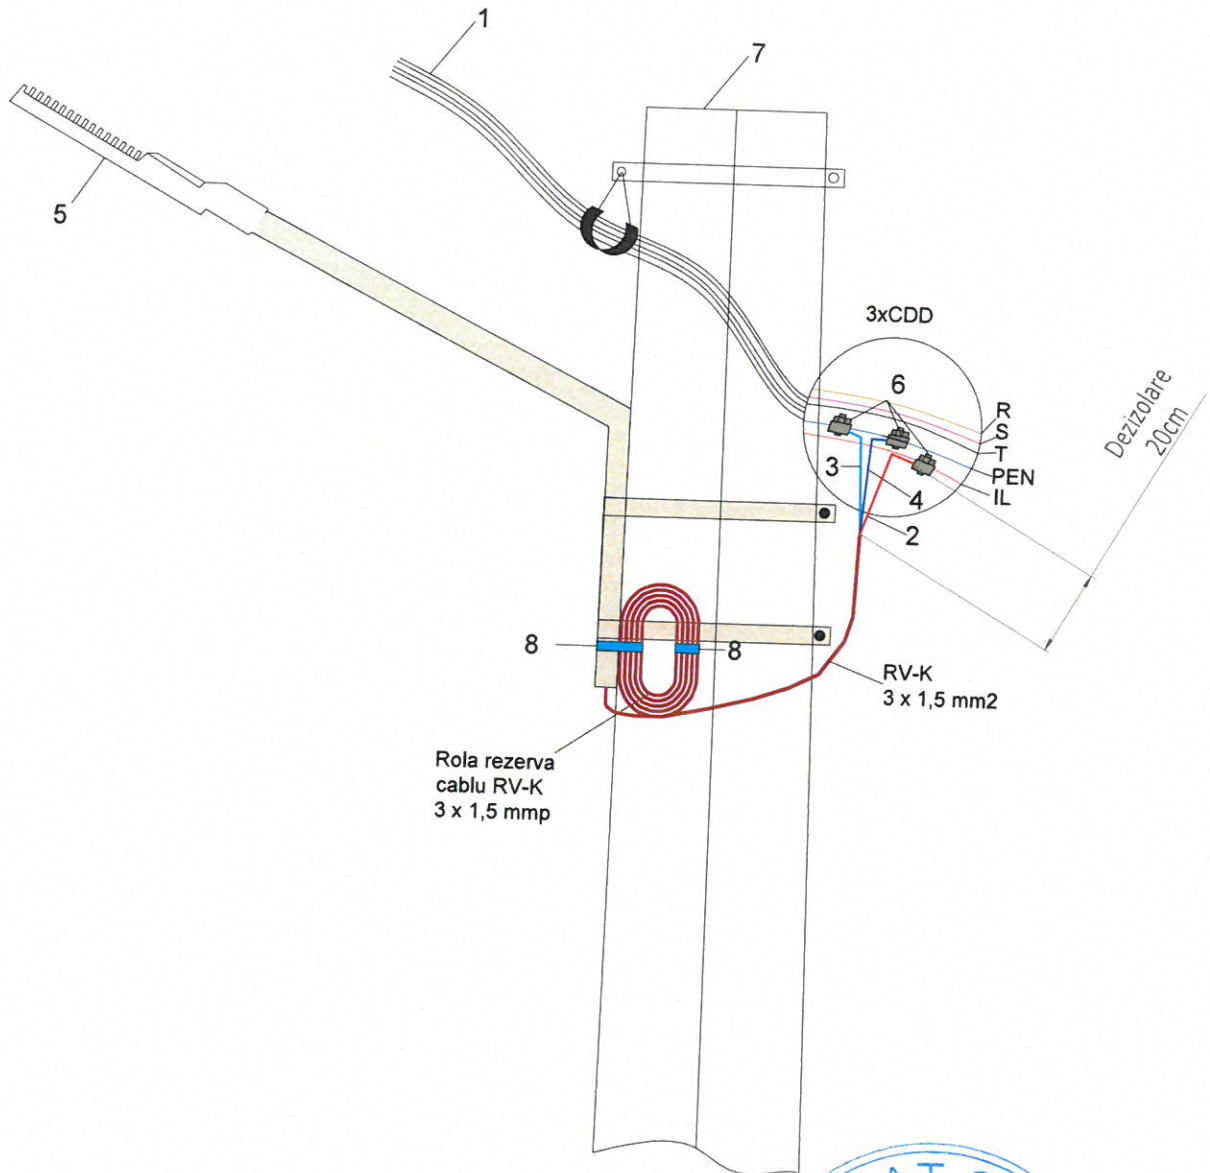 1
7
5
3xCDD
6
R
S
T
PEN
IL
3
4
2
Dezizolare
20cm
8
8
RV-K
3 x 1,5 mm2
Rola rezerva
cablu RV-K
3 x 1,5 mmp